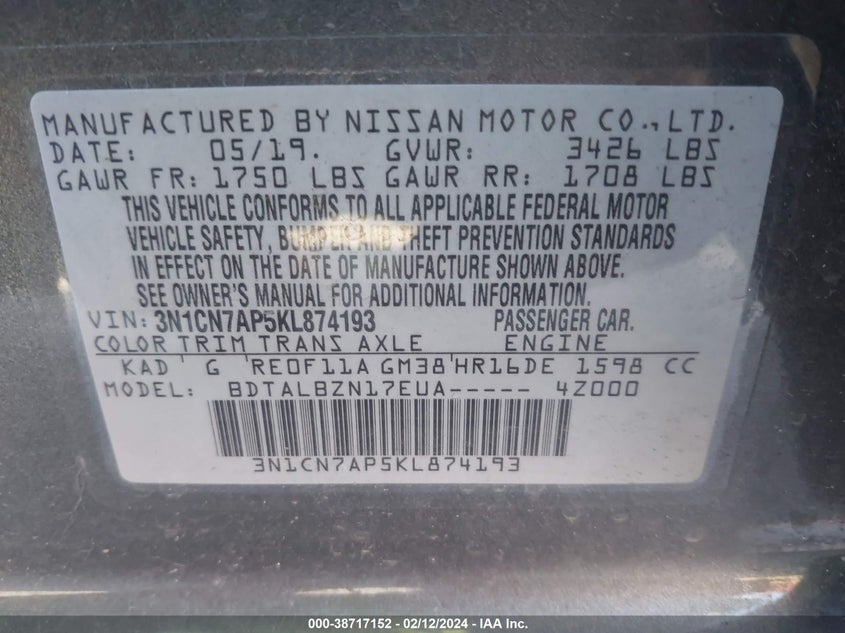 MANUFACTURED BY NISSAN MOTOR CO., LTD.
DATE: 05/19. GVWR: 3426 LBS
GAWR FR: 1750 LBS GAWR RR: 1708 LBS
THIS VEHICLE CONFORMS TO ALL APPLICABLE FEDERAL MOTOR
VEHICLE SAFETY, BUMPER AND THEFT PREVENTION STANDARDS
IN EFFECT ON THE DATE OF MANUFACTURE SHOWN ABOVE.
SEE OWNER'S MANUAL FOR ADDITIONAL INFORMATION
VIN: 3N1CN7AP5KL874193 PASSENGER CAR.
COLOR TRIM TRANS AXLE ENGINE
KAD G RE0F11A GM38 HR16DE 1598 CC
MODEL: BDTALBZN17EUA----- 4Z000
3N1CN7AP5KL874193
000-38717152 - 02/12/2024 - IAA Inc.